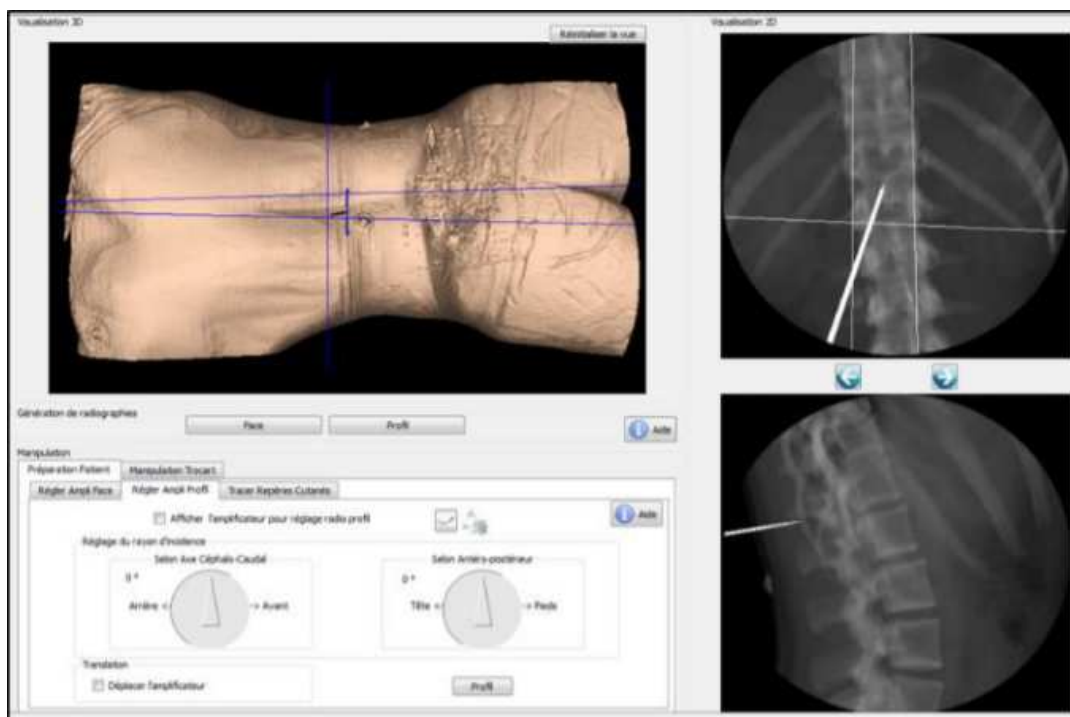 Visualisation 3D
Visualisation 2D
Réinitialiser la vue
Génération de radiographies
Face
Profil
Aide
Manipulation
Préparation Patient
Manipulation Trocart
Régler Ampli Face
Régler Ampli Profil
Tracer Repères Cutanés
Afficher l'amplificateur pour réglage radio profil
Aide
Réglage du rayon d'incidence
Selon Axe Céphalo-Caudal
Selon Antéro-postérieur
0 °
0 °
Arrière <-
-> Avant
Tête <-
-> Pieds
Translation
Déplacer l'amplificateur
Profil